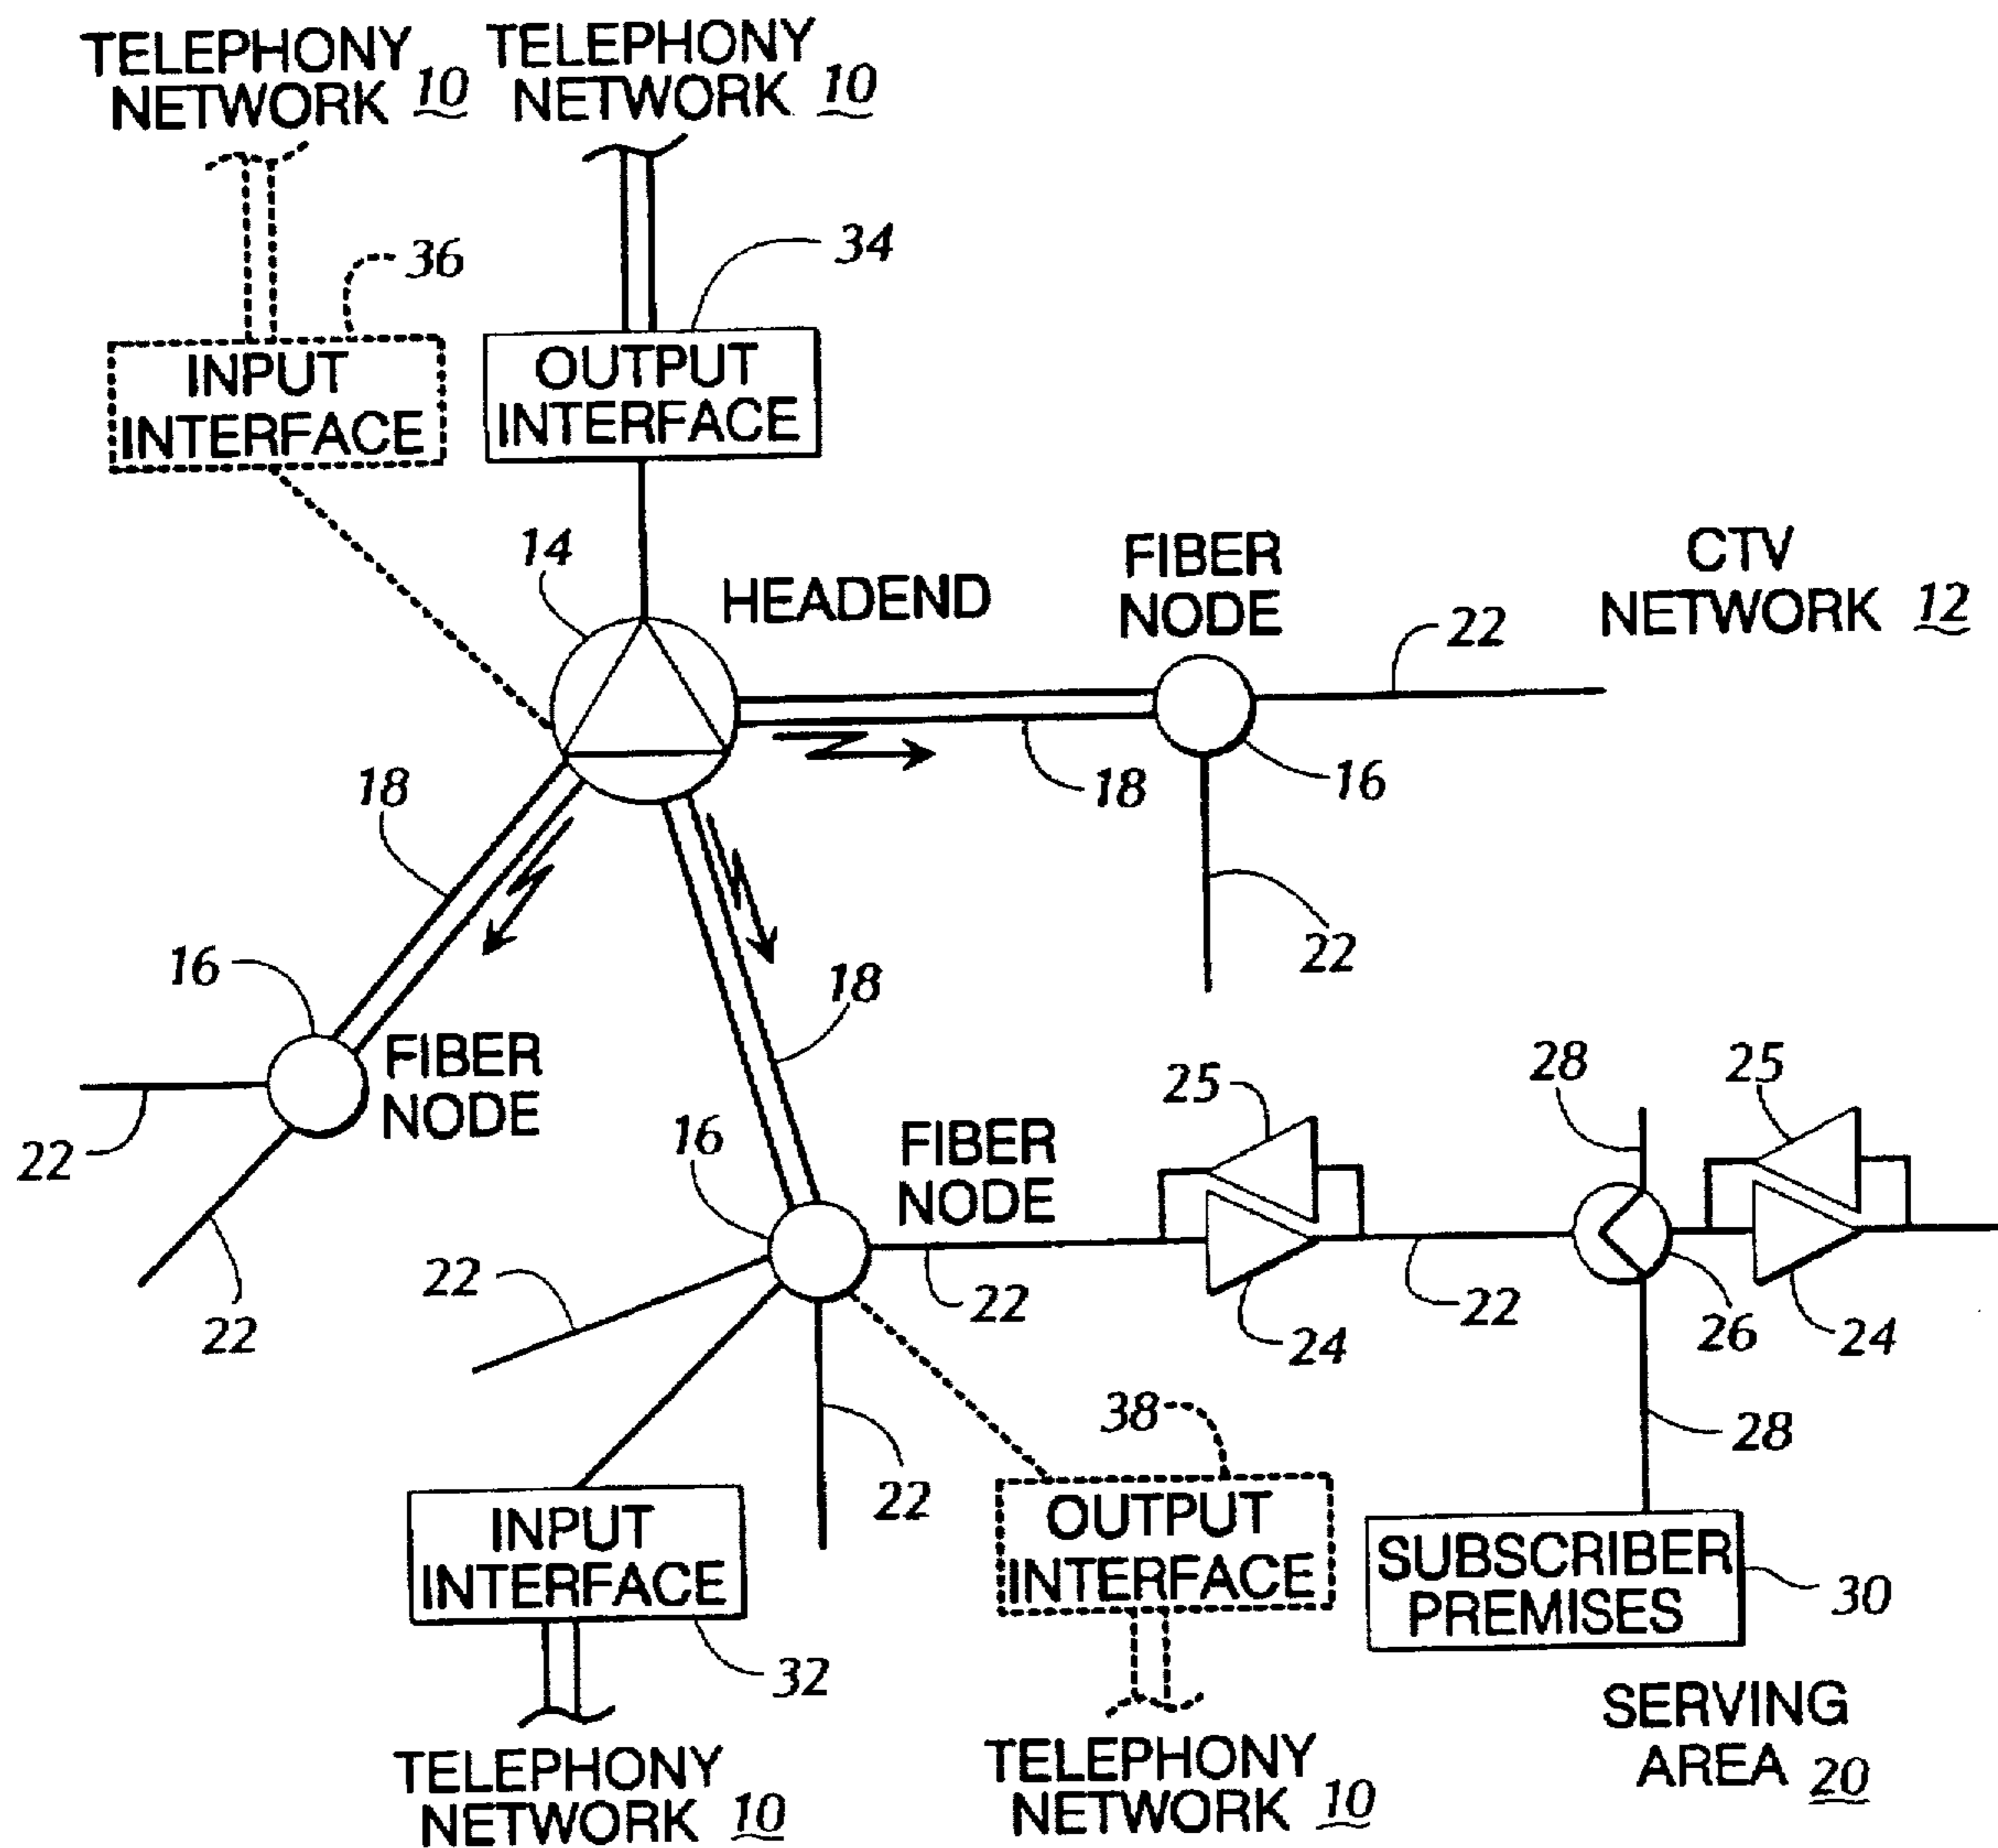 TELEPHONY
NETWORK 10
TELEPHONY
NETWORK 10
36
34
INPUT
INTERFACE
OUTPUT
INTERFACE
14
HEADEND
FIBER
NODE
CTV
NETWORK 12
22
18
18
16
22
16
18
FIBER
NODE
22
22
16
FIBER
NODE
25
28
25
22
22
24
22
26
24
38
28
22
INPUT
INTERFACE
OUTPUT
INTERFACE
SUBSCRIBER
PREMISES
30
32
TELEPHONY
NETWORK 10
TELEPHONY
NETWORK 10
SERVING
AREA 20